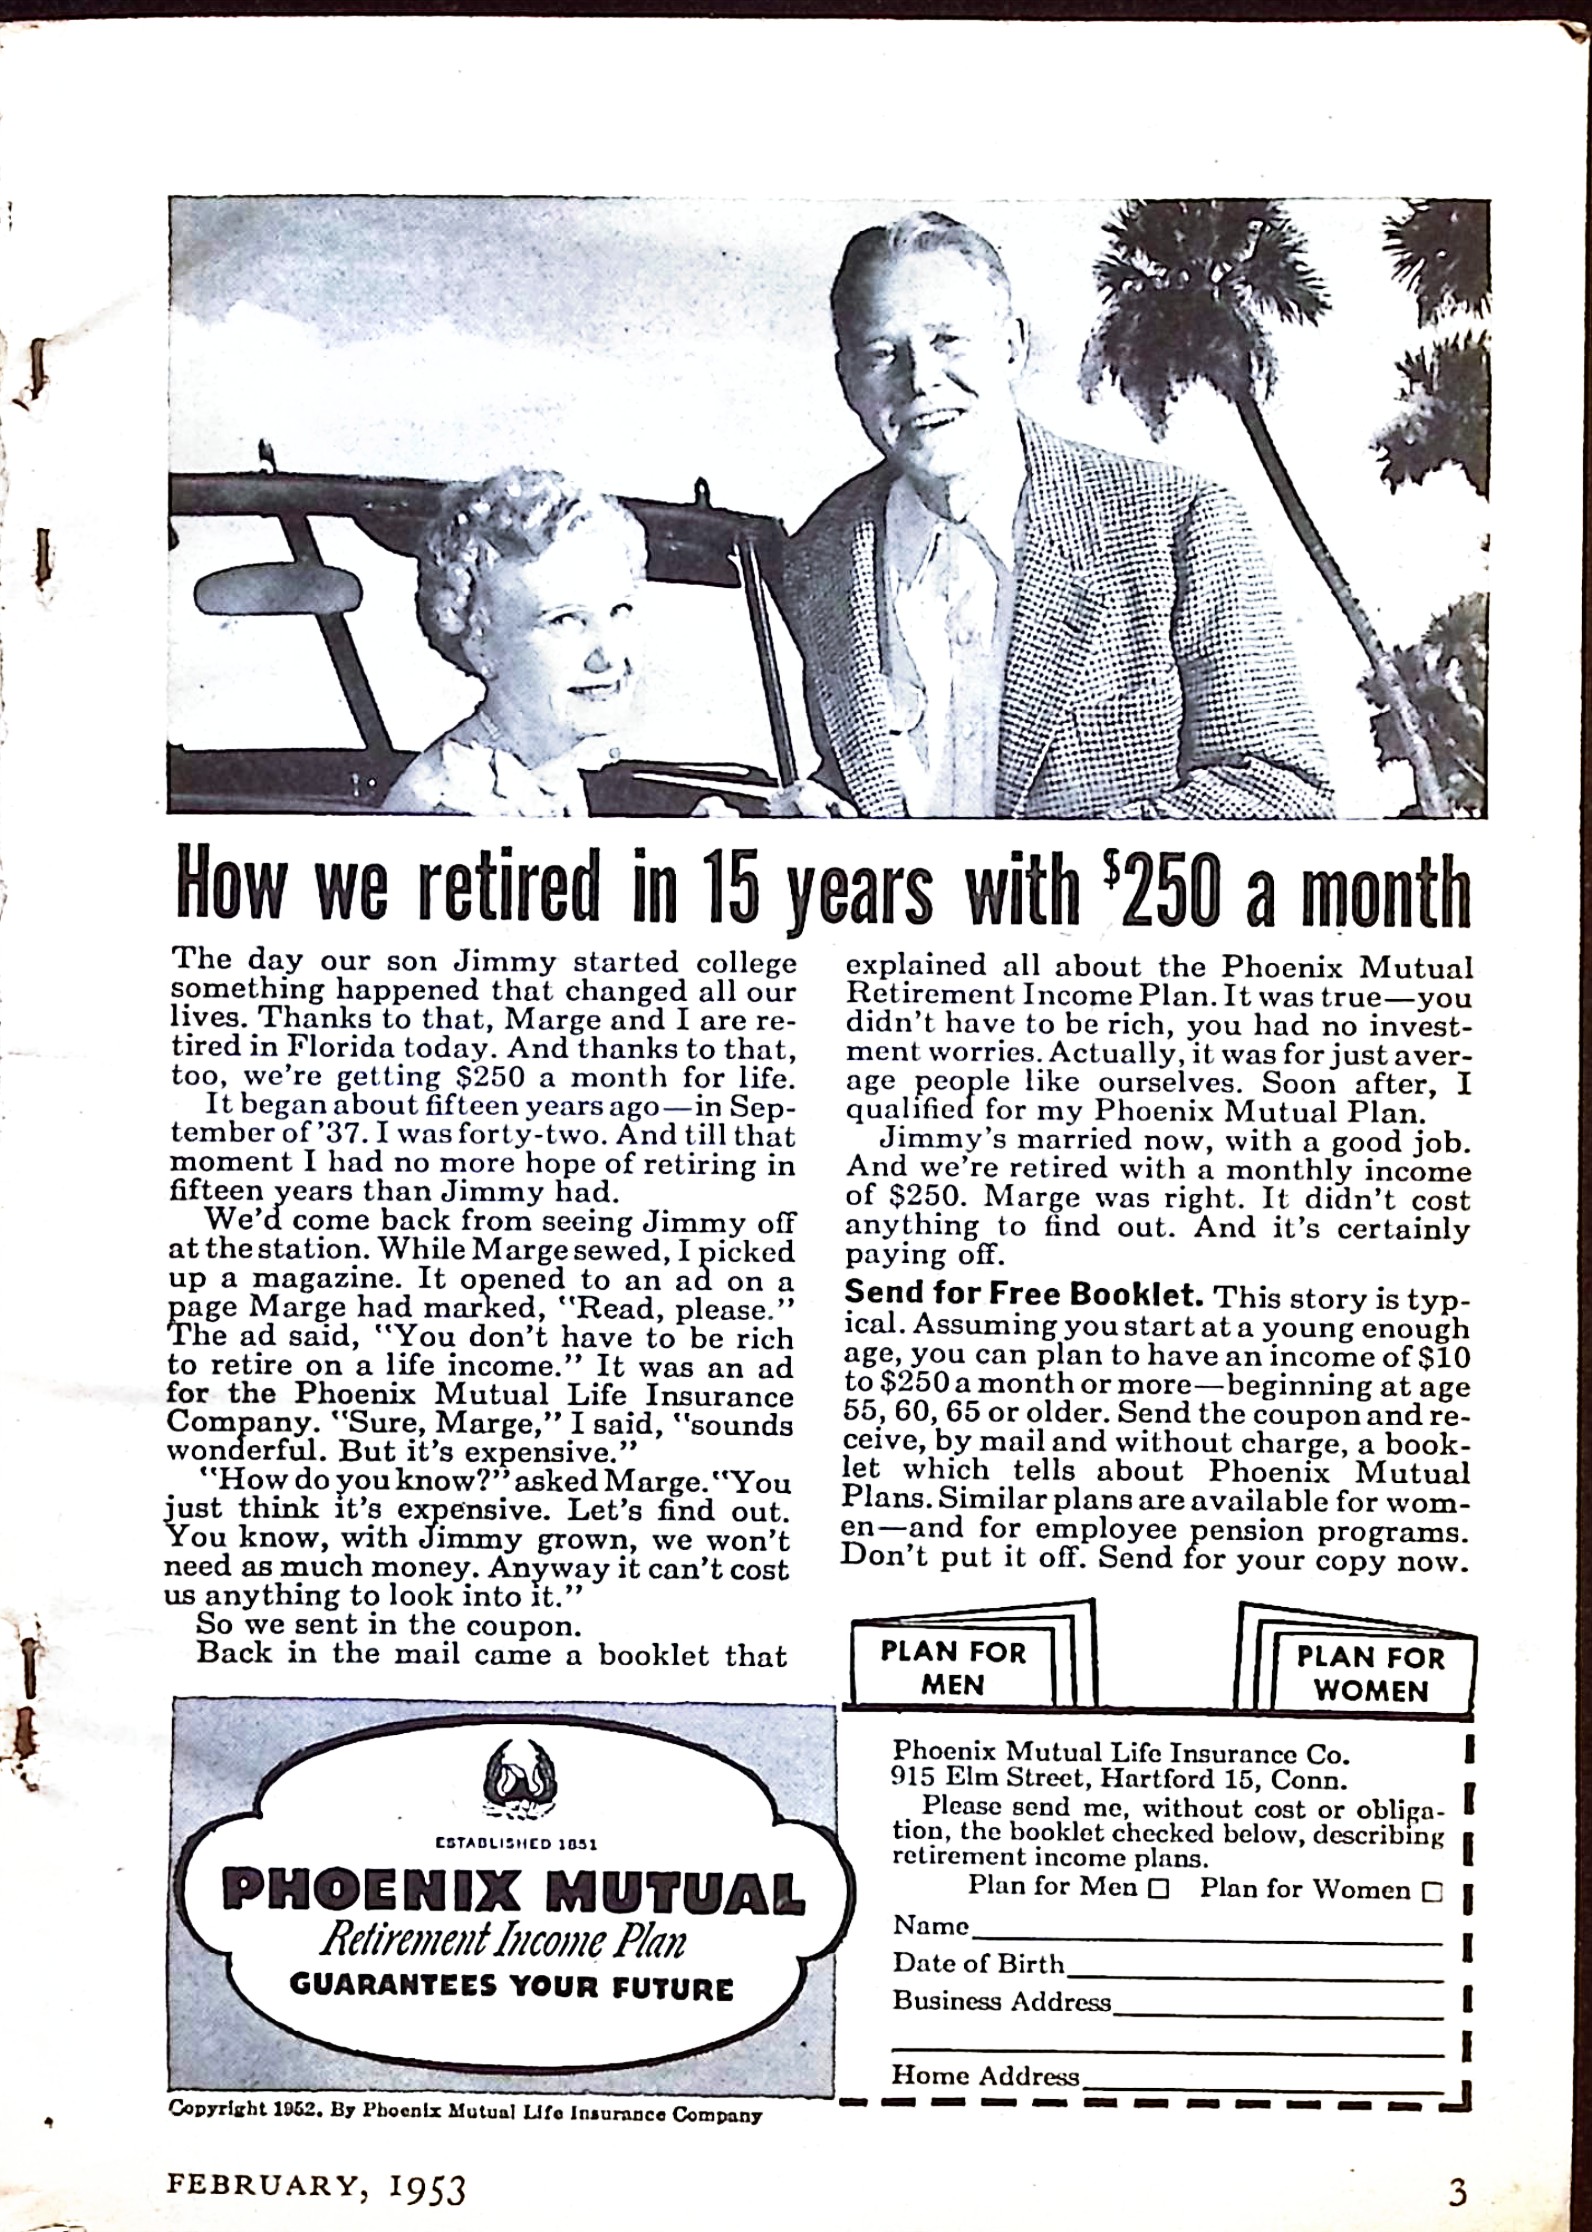 How we retired in 15 years with $250 a month
The day our son Jimmy started college
something happened that changed all our
lives. Thanks to that, Marge and I are re-
tired in Florida today. And thanks to that,
too, we're getting $250 a month for life.
It began about fifteen years ago—in Sep-
tember of '37. I was forty-two. And till that
moment I had no more hope of retiring in
fifteen years than Jimmy had.
We'd come back from seeing Jimmy off
at the station. While Marge sewed, I picked
up a magazine. It opened to an ad on a
page Marge had marked, "Read, please."
The ad said, "You don't have to be rich
to retire on a life income." It was an ad
for the Phoenix Mutual Life Insurance
Company. "Sure, Marge," I said, "sounds
wonderful. But it's expensive."
"How do you know?" asked Marge. "You
just think it's expensive. Let's find out.
You know, with Jimmy grown, we won't
need as much money. Anyway it can't cost
us anything to look into it."
So we sent in the coupon.
Back in the mail came a booklet that
explained all about the Phoenix Mutual
Retirement Income Plan. It was true—you
didn't have to be rich, you had no invest-
ment worries. Actually, it was for just aver-
age people like ourselves. Soon after, I
qualified for my Phoenix Mutual Plan.
Jimmy's married now, with a good job.
And we're retired with a monthly income
of $250. Marge was right. It didn't cost
anything to find out. And it's certainly
paying off.
Send for Free Booklet. This story is typ-
ical. Assuming you start at a young enough
age, you can plan to have an income of $10
to $250 a month or more—beginning at age
55, 60, 65 or older. Send the coupon and re-
ceive, by mail and without charge, a book-
let which tells about Phoenix Mutual
Plans. Similar plans are available for wom-
en—and for employee pension programs.
Don't put it off. Send for your copy now.
PLAN FOR
MEN
PLAN FOR
WOMEN
ESTABLISHED 1851
PHOENIX MUTUAL
Retirement Income Plan
GUARANTEES YOUR FUTURE
Phoenix Mutual Life Insurance Co.
915 Elm Street, Hartford 15, Conn.
Please send me, without cost or obliga-
tion, the booklet checked below, describing
retirement income plans.
Plan for Men □ Plan for Women □
Name
Date of Birth
Business Address
Home Address
Copyright 1952. By Phoenix Mutual Life Insurance Company
FEBRUARY, 1953
3